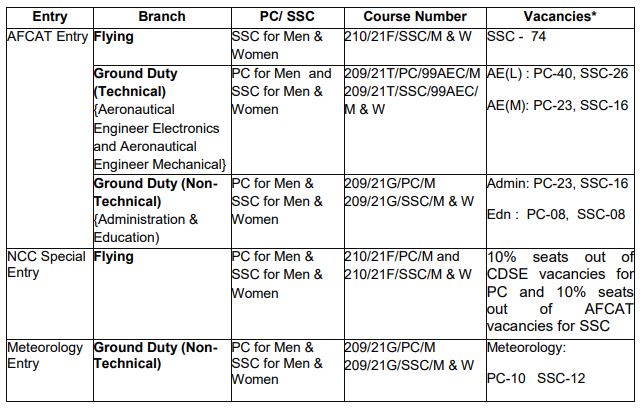 Entry Branch PC/ SSC Course Number Vacancies*
AFCAT Entry Flying SSC for Men & Women 210/21F/SSC/M & W SSC - 74
Ground Duty (Technical) {Aeronautical Engineer Electronics and Aeronautical Engineer Mechanical} PC for Men and SSC for Men & Women 209/21T/PC/99AEC/M 209/21T/SSC/99AEC/ M & W AE(L) : PC-40, SSC-26 AE(M): PC-23, SSC-16
Ground Duty (Non-Technical) {Administration & Education) PC for Men & SSC for Men & Women 209/21G/PC/M 209/21G/SSC/M & W Admin: PC-23, SSC-16 Edn : PC-08, SSC-08
NCC Special Entry Flying PC for Men & SSC for Men & Women 210/21F/PC/M and 210/21F/SSC/M & W 10% seats out of CDSE vacancies for PC and 10% seats out of AFCAT vacancies for SSC
Meteorology Entry Ground Duty (Non-Technical) PC for Men & SSC for Men & Women 209/21G/PC/M 209/21G/SSC/M & W Meteorology: PC-10 SSC-12